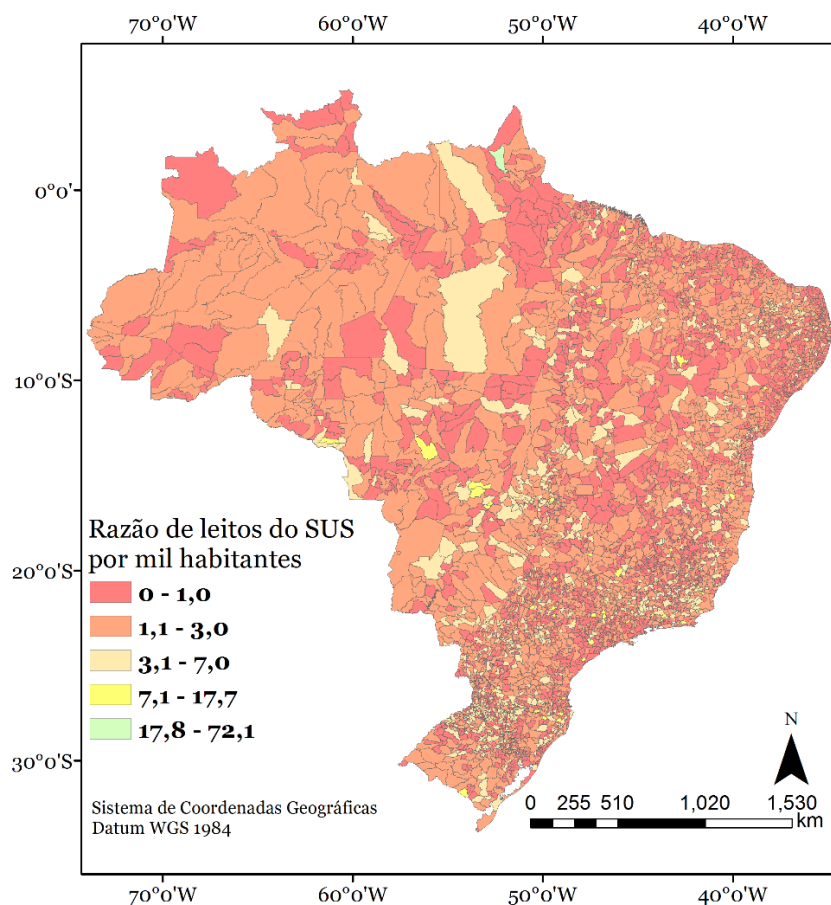 70°0'W 60°0'W 50°0'W 40°0'W
0°0'
10°0'S
20°0'S
30°0'S
Razão de leitos do SUS
por mil habitantes
0 - 1,0
1,1 - 3,0
3,1 - 7,0
7,1 - 17,7
17,8 - 72,1
Sistema de Coordenadas Geográficas
Datum WGS 1984
N
0 255 510 1,020 1,530
km
70°0'W 60°0'W 50°0'W 40°0'W